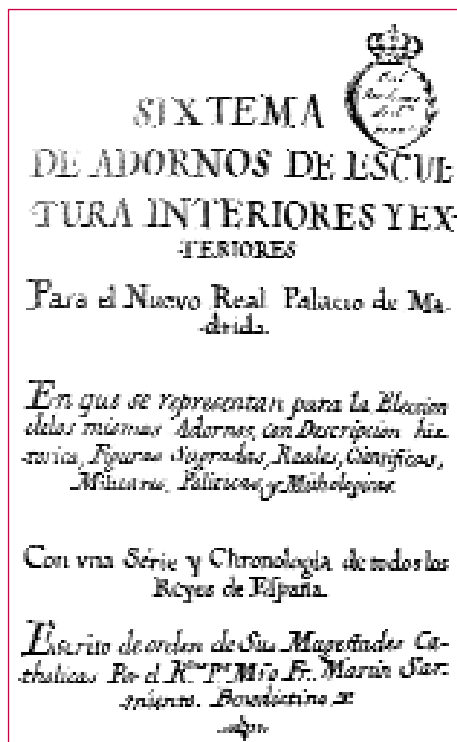 SIXTEMA
DE ADORNOS DE ESCUL-
TURA INTERIORES Y EX-
TERIORES
Para el Nuevo Real Palacio de Ma-
drid.
En que se representan para la Eleccion
delos mismos Adornos, con Descripcion his-
torica, Figuras Sagradas, Reales, Cientificas,
Militares, Politicas, y Mithologicas.
Con vna Série y Chronologia de todos los
Reyes de España.
Escrito de orden de Sus Magestades Ca-
tholicas Por el R.mo P.e Mro Fr. Martin Sar-
miento. Benedictino